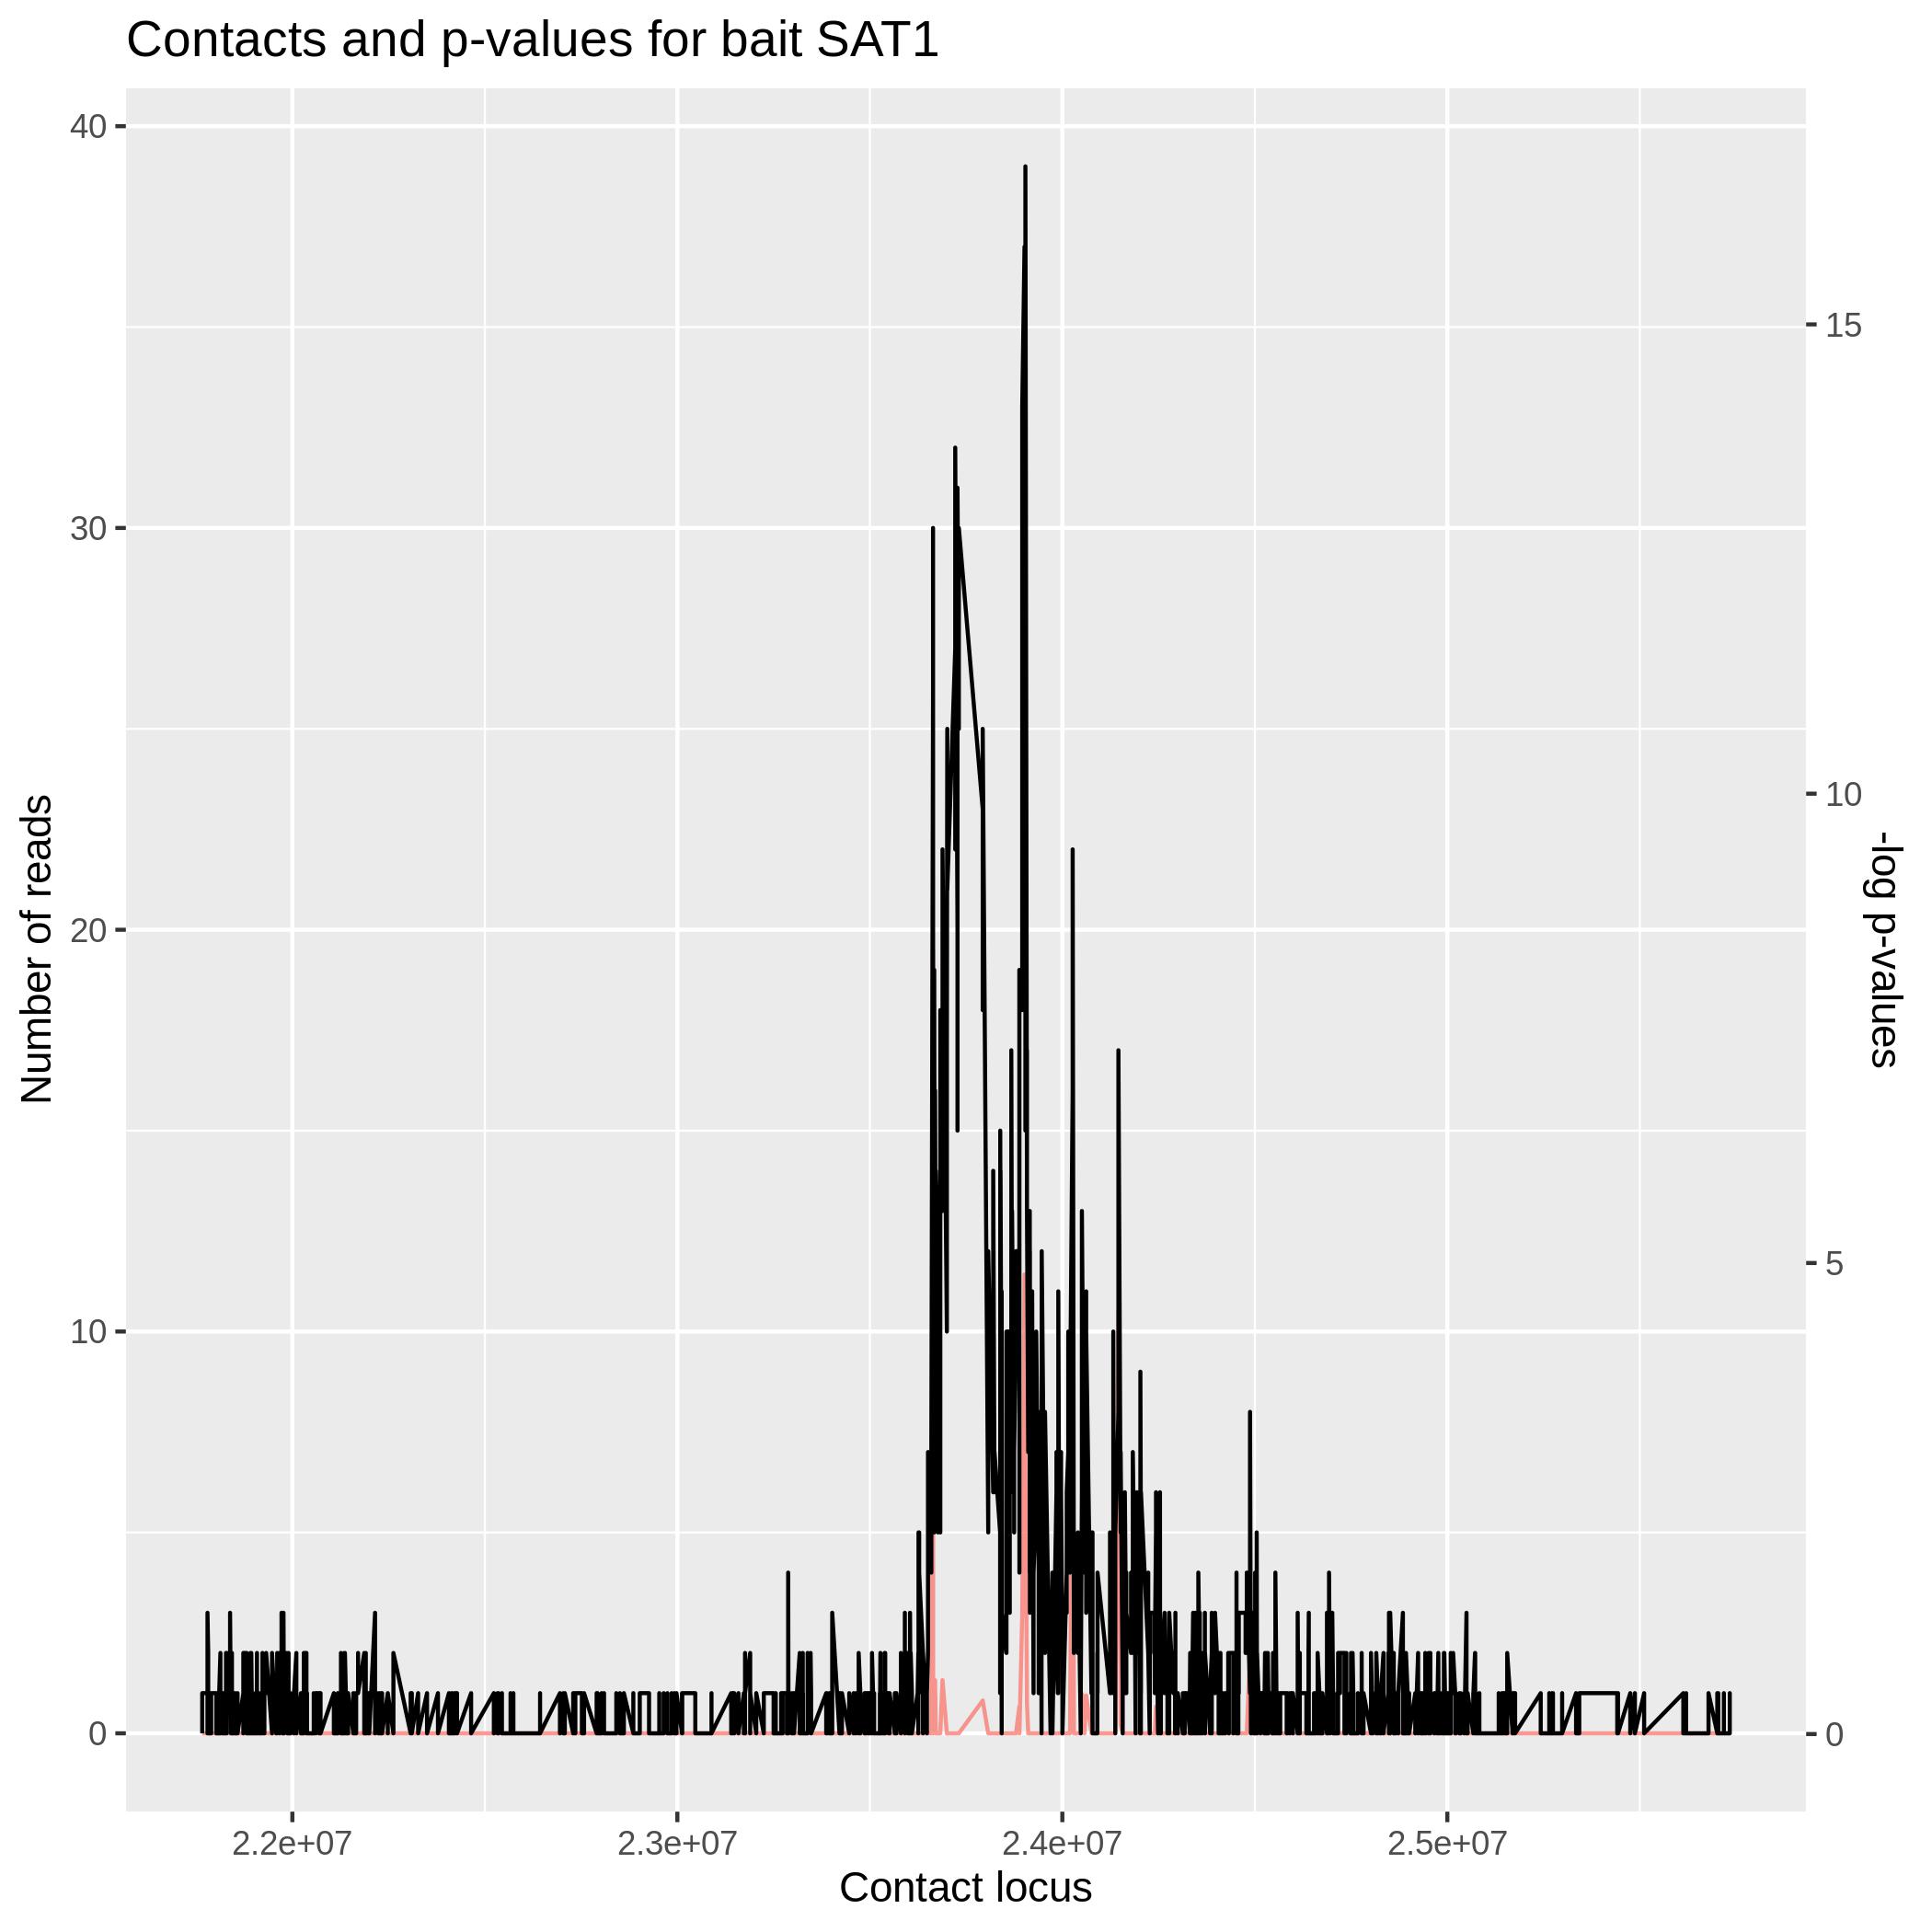 Contacts and p-values for bait SAT1
40
30
20
10
0
Number of reads
15
10
5
0
-log p-values
2.2e+07
2.3e+07
2.4e+07
2.5e+07
Contact locus